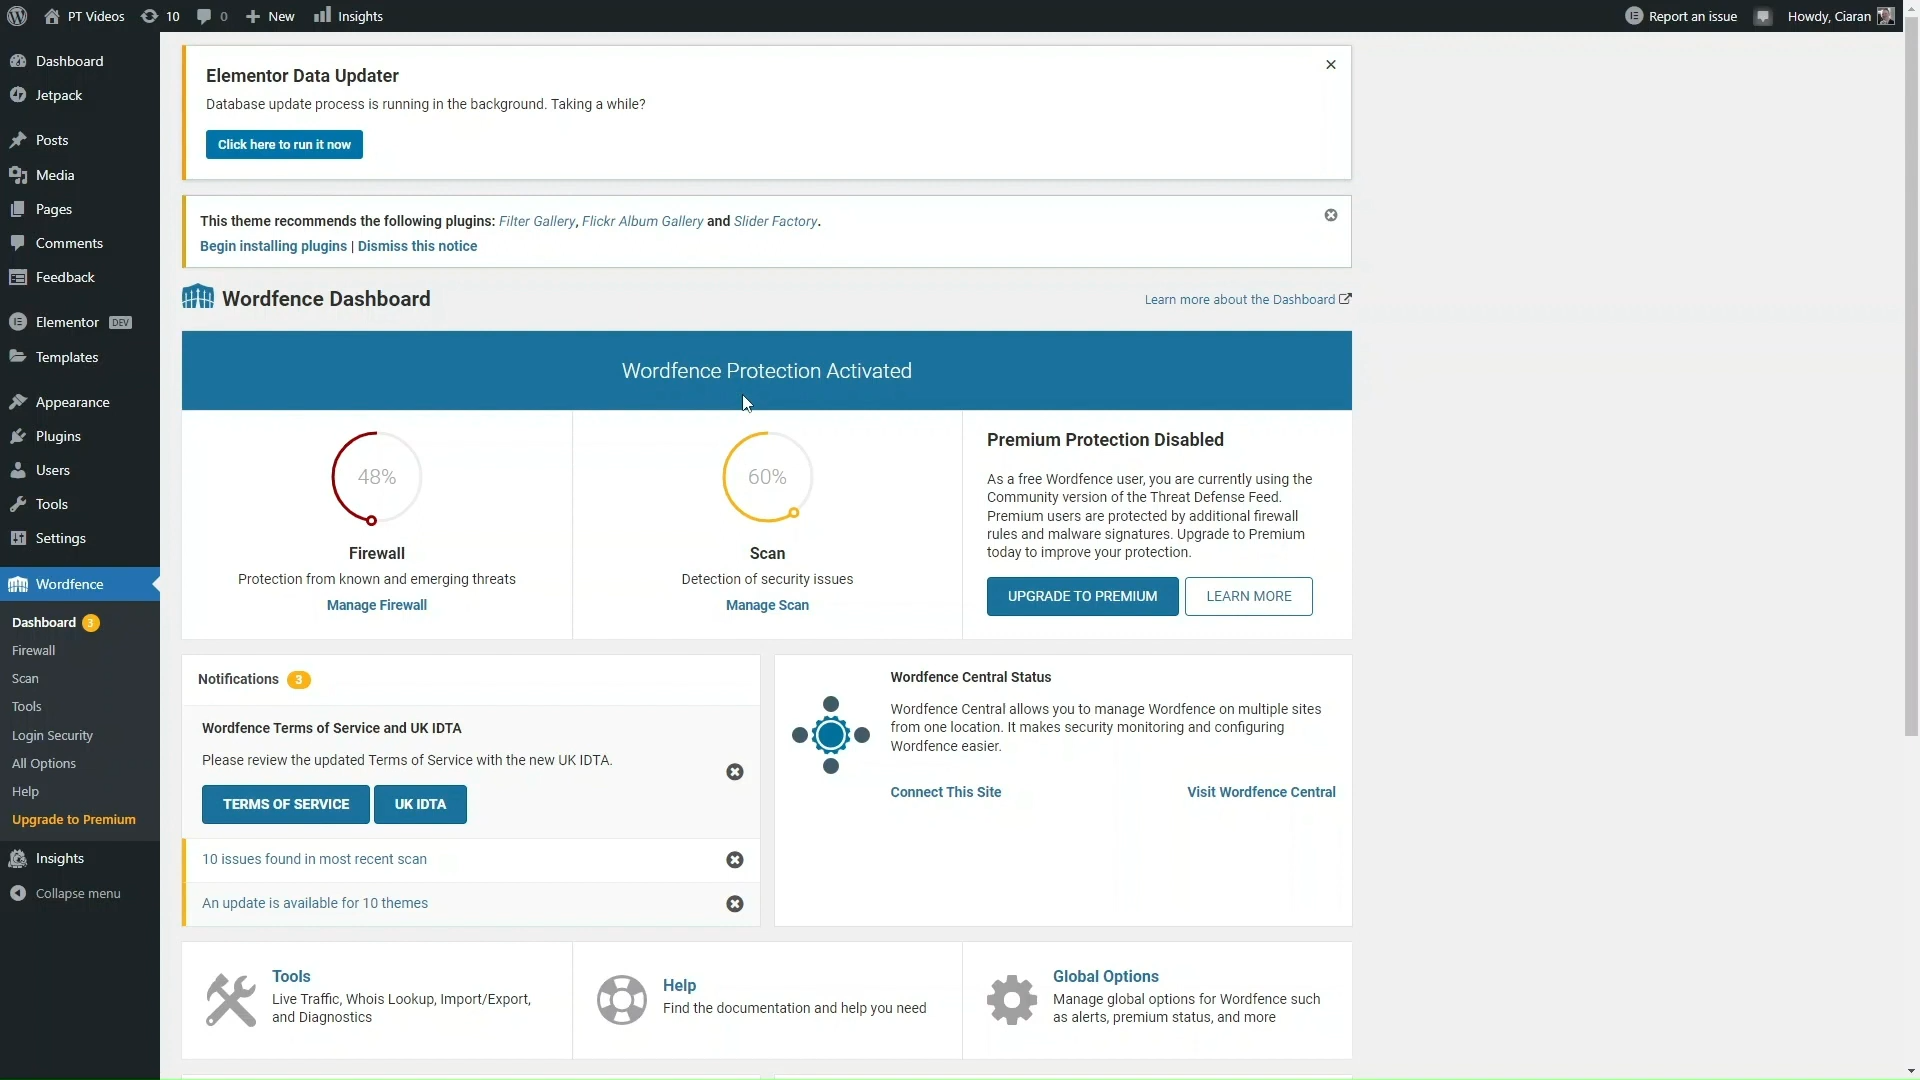 PT Videos
10
0
New
Insights
Report an issue
Howdy, Ciaran
Dashboard
Jetpack
Posts
Media
Pages
Comments
Feedback
Elementor DEV
Templates
Appearance
Plugins
Users
Tools
Settings
Wordfence
Dashboard 3
Firewall
Scan
Tools
Login Security
All Options
Help
Upgrade to Premium
Insights
Collapse menu
Elementor Data Updater
Database update process is running in the background. Taking a while?
Click here to run it now
This theme recommends the following plugins: Filter Gallery, Flickr Album Gallery and Slider Factory.
Begin installing plugins | Dismiss this notice
Wordfence Dashboard
Learn more about the Dashboard
Wordfence Protection Activated
48%
Firewall
Protection from known and emerging threats
Manage Firewall
60%
Scan
Detection of security issues
Manage Scan
Premium Protection Disabled
As a free Wordfence user, you are currently using the
Community version of the Threat Defense Feed.
Premium users are protected by additional firewall
rules and malware signatures. Upgrade to Premium
today to improve your protection.
UPGRADE TO PREMIUM
LEARN MORE
Notifications 3
Wordfence Terms of Service and UK IDTA
Please review the updated Terms of Service with the new UK IDTA.
TERMS OF SERVICE
UK IDTA
10 issues found in most recent scan
An update is available for 10 themes
Wordfence Central Status
Wordfence Central allows you to manage Wordfence on multiple sites
from one location. It makes security monitoring and configuring
Wordfence easier.
Connect This Site
Visit Wordfence Central
Tools
Live Traffic, Whois Lookup, Import/Export,
and Diagnostics
Help
Find the documentation and help you need
Global Options
Manage global options for Wordfence such
as alerts, premium status, and more